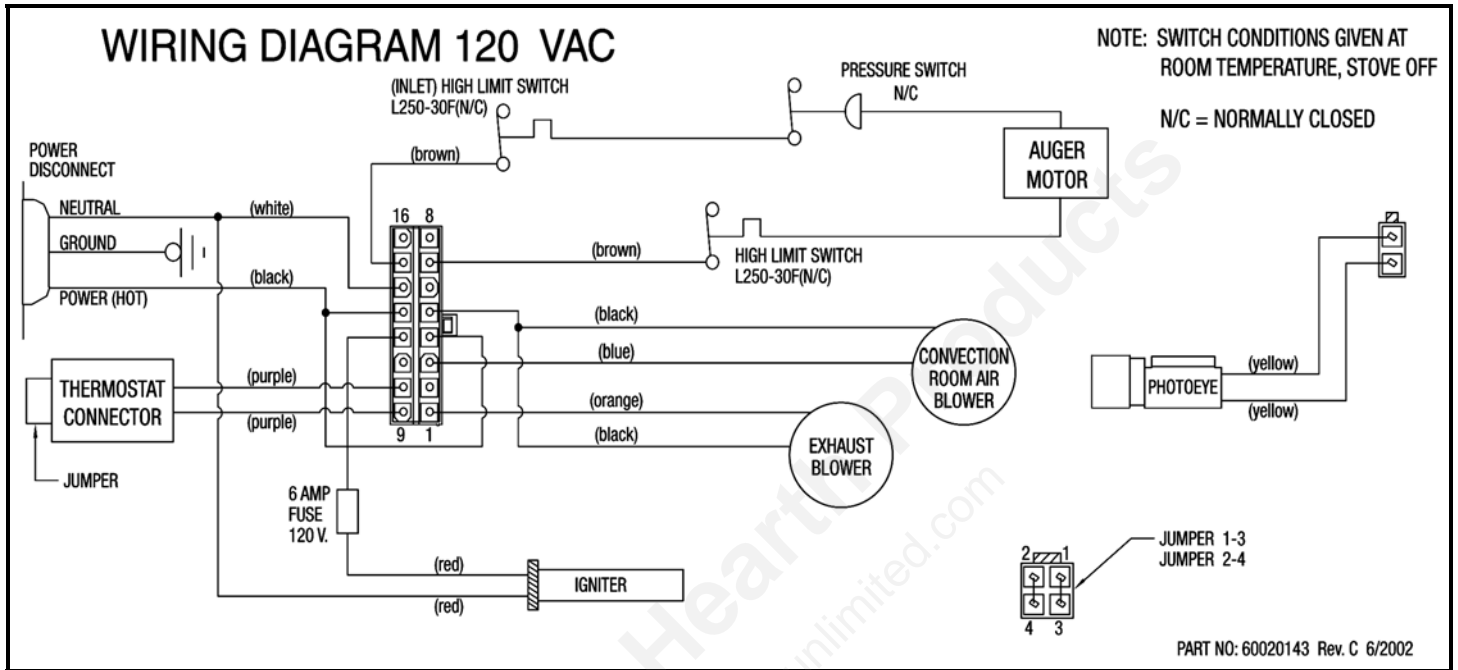 WIRING DIAGRAM 120 VAC
NOTE: SWITCH CONDITIONS GIVEN AT
ROOM TEMPERATURE, STOVE OFF
N/C = NORMALLY CLOSED
(INLET) HIGH LIMIT SWITCH
L250-30F(N/C)
PRESSURE SWITCH
N/C
AUGER
MOTOR
POWER
DISCONNECT
NEUTRAL
GROUND
POWER (HOT)
(white)
(black)
(brown)
16 8
(brown)
HIGH LIMIT SWITCH
L250-30F(N/C)
(black)
(blue)
CONVECTION
ROOM AIR
BLOWER
THERMOSTAT
CONNECTOR
(purple)
(purple)
JUMPER
9 1
(orange)
(black)
EXHAUST
BLOWER
PHOTOEYE
(yellow)
(yellow)
6 AMP
FUSE
120 V.
(red)
(red)
IGNITER
2 1
4 3
JUMPER 1-3
JUMPER 2-4
PART NO: 60020143 Rev. C 6/2002
Hearth Products
unlimited.com